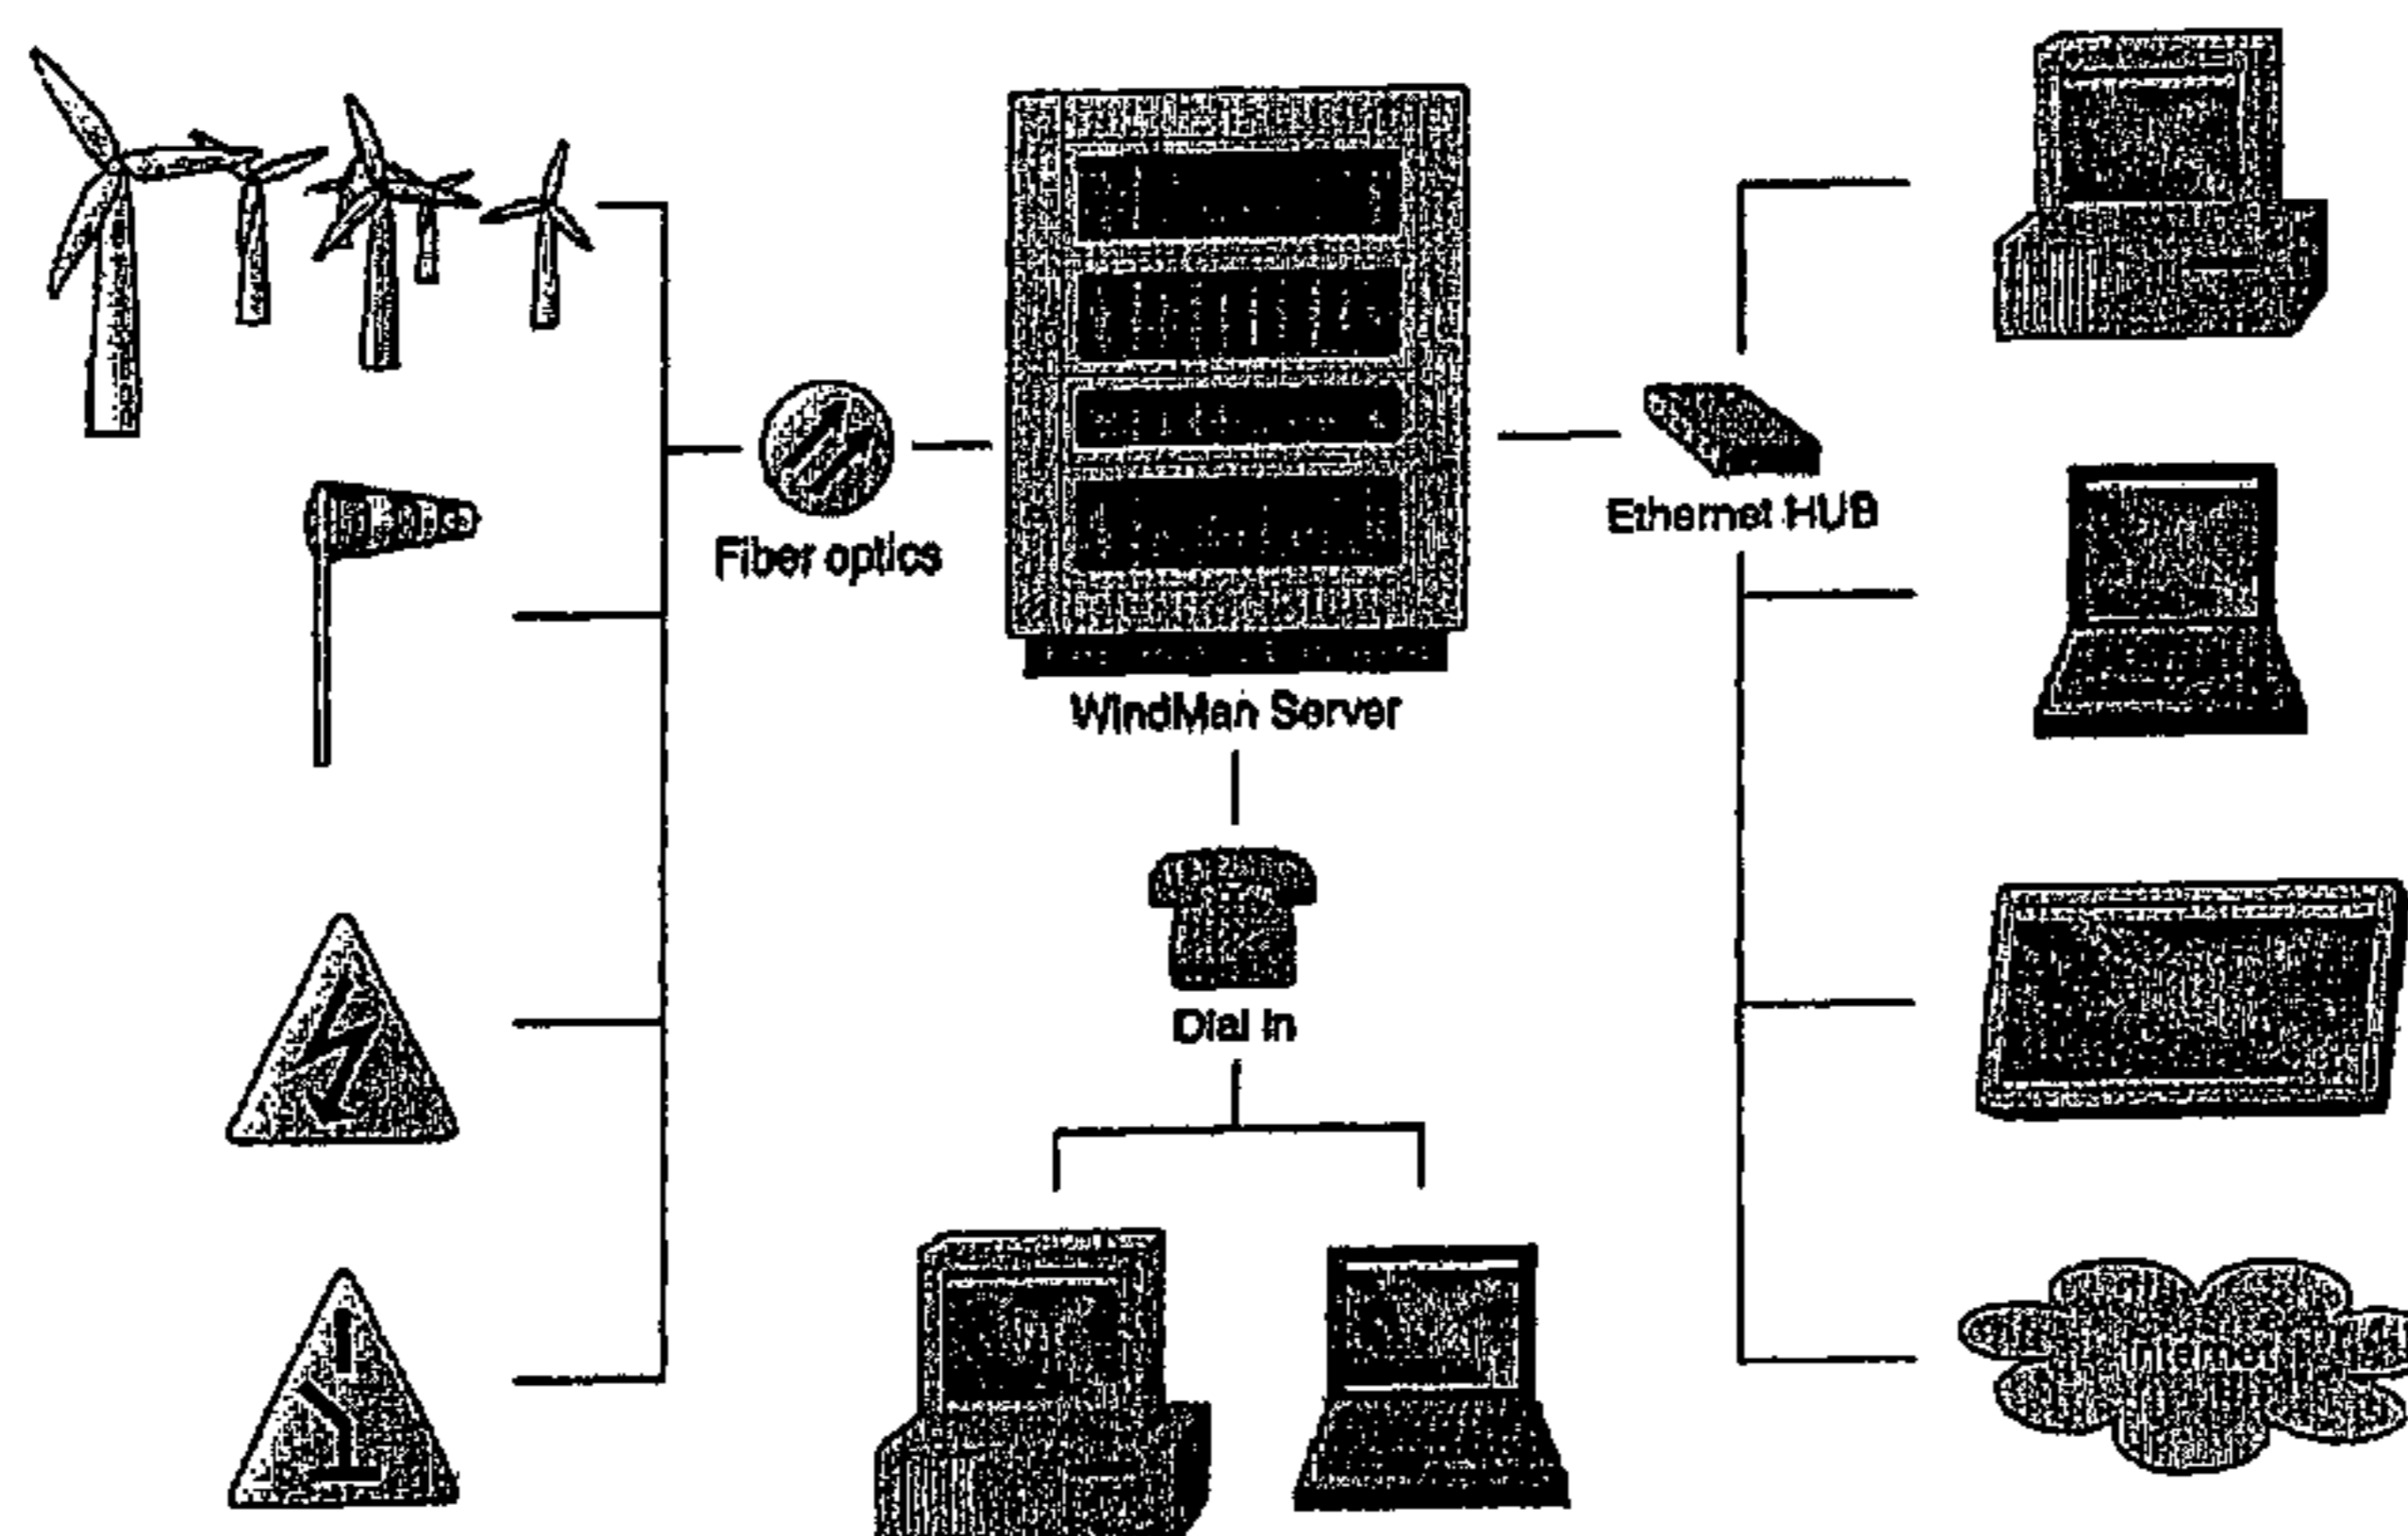 Fiber optics
Ethernet HUB
WindMan Server
Dial in
Internet